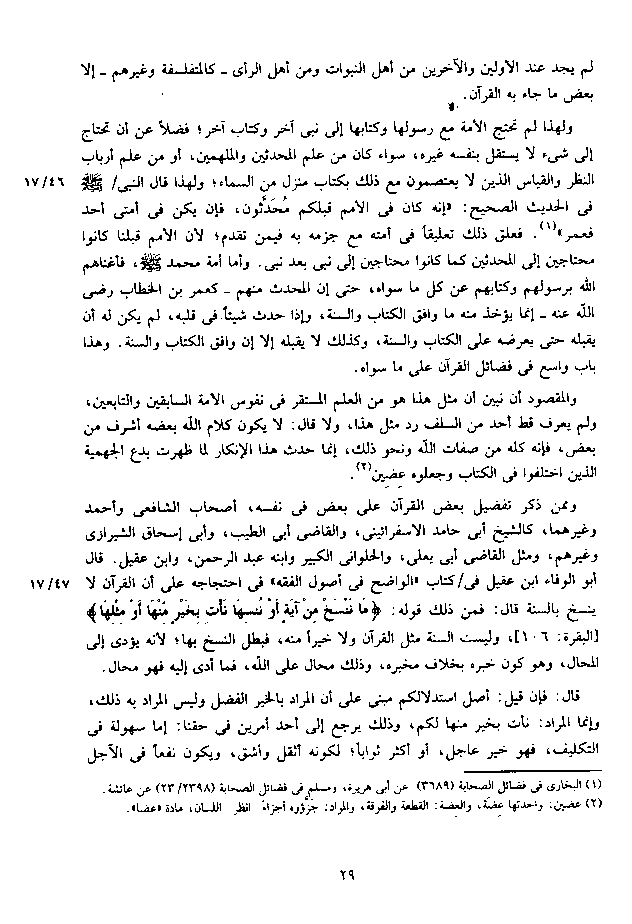 لم يجد عند الأولين والآخرين من أهل النبوات ومن أهل الرأى ـ كالمتفلسفة وغيرهم ـ إلا
بعض ما جاء به القرآن.
ولهذا لم تحتج الأمة مع رسولها وكتابها إلى نبى آخر وكتاب آخر؛ فضلاً عن أن تحتاج
إلى شىء لا يستقل بنفسه غيره، سواء كان من علم المحدثين والملهمين، أو من علم أرباب
النظر والقياس الذين لا يعتصمون مع ذلك بكتاب منزل من السماء؛ ولهذا قال النبى/ ﷺ ١٧/٤٦
فى الحديث الصحيح: «إنه كان فى الأمم قبلكم مُحَدَّثون، فإن يكن فى أمتى أحد
فعمر»(١). فعلق ذلك تعليقاً فى أمته مع جزمه به فيمن تقدم؛ لأن الأمم قبلنا كانوا
محتاجين إلى المحدثين كما كانوا محتاجين إلى نبى بعد نبى. وأما أمة محمد ﷺ، فأغناهم
الله برسولهم وكتابهم عن كل ما سواه، حتى إن المحدث منهم ـ كعمر بن الخطاب رضى
الله عنه ـ إنما يؤخذ منه ما وافق الكتاب والسنة، وإذا حدث شيئاً فى قلبه، لم يكن له أن
يقبله حتى يعرضه على الكتاب والسنة، وكذلك لا يقبله إلا إن وافق الكتاب والسنة. وهذا
باب واسع فى فضائل القرآن على ما سواه.
والمقصود أن نبين أن مثل هذا هو من العلم المستقر فى نفوس الأمة السابقين والتابعين،
ولم يعرف قط أحد من السلف رد مثل هذا، ولا قال: لا يكون كلام الله بعضه أشرف من
بعض، فإنه كله من صفات الله ونحو ذلك، إنما حدث هذا الإنكار لما ظهرت بدع الجهمية
الذين اختلفوا فى الكتاب وجعلوه عضين(٢).
وممن ذكر تفضيل بعض القرآن على بعض فى نفسه، أصحاب الشافعى وأحمد
وغيرهما، كالشيخ أبى حامد الاسفرائينى، والقاضى أبى الطيب، وأبى إسحاق الشيرازى
وغيرهم، ومثل القاضى أبى يعلى، والحلوانى الكبير وابنه عبد الرحمن، وابن عقيل. قال
أبو الوفاء ابن عقيل فى/ كتاب «الواضح فى أصول الفقه» فى احتجاجه على أن القرآن لا ١٧/٤٧
ينسخ بالسنة قال: فمن ذلك قوله: ﴿مَا نَنسَخْ مِنْ آيَةٍ أَوْ نُنسِهَا نَأْتِ بِخَيْرٍ مِّنْهَا أَوْ مِثْلِهَا﴾
[البقرة: ١٠٦]، وليست السنة مثل القرآن ولا خيراً منه، فبطل النسخ بها؛ لأنه يؤدى إلى
المحال، وهو كون خبره بخلاف مخبره، وذلك محال على الله، فما أدى إليه فهو محال.
قال: فإن قيل: أصل استدلالكم مبنى على أن المراد بالخير الفضل وليس المراد به ذلك،
وإنما المراد: نأت بخير منها لكم، وذلك يرجع إلى أحد أمرين فى حقنا: إما سهولة فى
التكليف، فهو خير عاجل، أو أكثر ثواباً؛ لكونه أثقل وأشق، ويكون نفعاً فى الآجل
(١) البخارى فى فضائل الصحابة (٣٦٨٩) عن أبى هريرة، ومسلم فى فضائل الصحابة (٢٣/٢٣٩٨) عن عائشة.
(٢) عضين: واحدتها عِضَة، والعِضة: القطعة والفرقة، والمراد: جزَّؤوه أجزاءً انظر اللسان، مادة «عضا».
٢٩